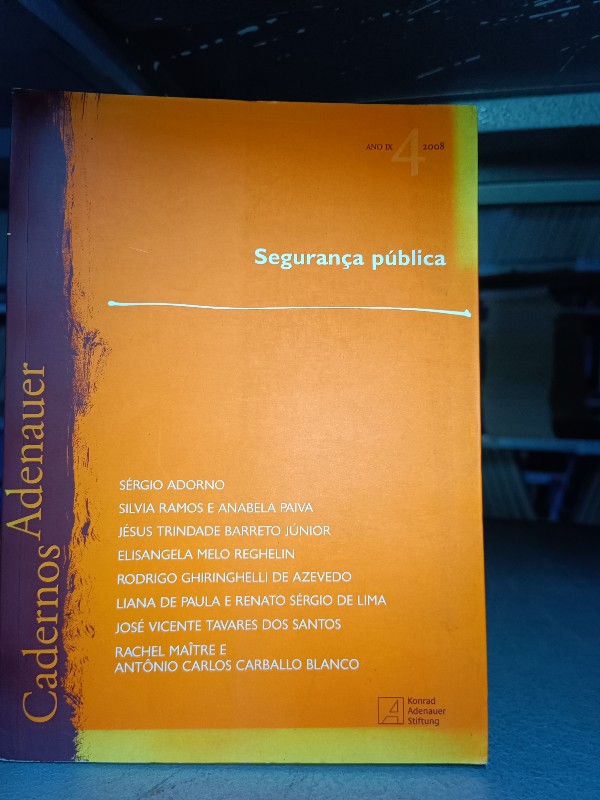 ANO IX 4 2008
Segurança pública
Cadernos Adenauer
SÉRGIO ADORNO
SILVIA RAMOS E ANABELA PAIVA
JÉSUS TRINDADE BARRETO JÚNIOR
ELISANGELA MELO REGHELIN
RODRIGO GHIRINGHELLI DE AZEVEDO
LIANA DE PAULA E RENATO SÉRGIO DE LIMA
JOSÉ VICENTE TAVARES DOS SANTOS
RACHEL MAÎTRE E
ANTÔNIO CARLOS CARBALLO BLANCO
Konrad
Adenauer
Stiftung